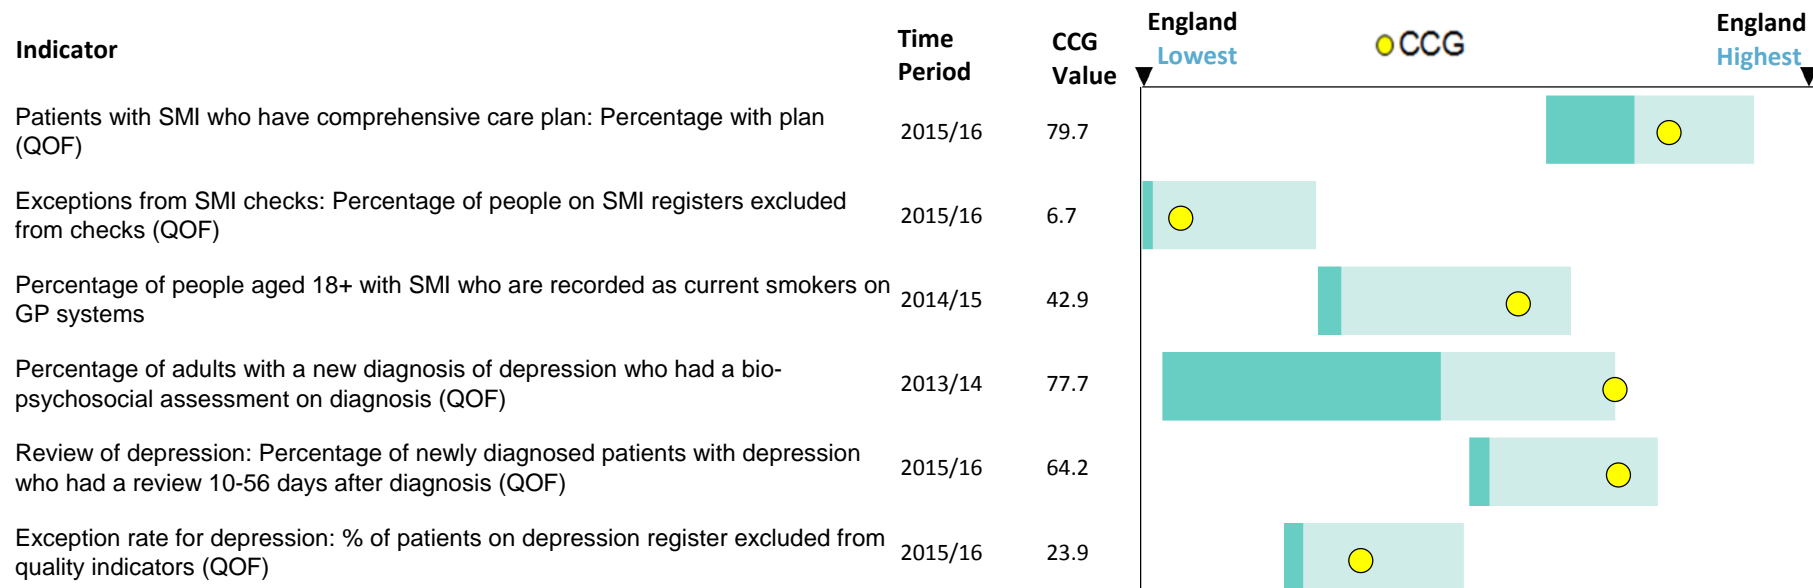 Indicator
Time
Period
CCG
Value
England
Lowest
CCG
England
Highest
Patients with SMI who have comprehensive care plan: Percentage with plan
(QOF)
2015/16
79.7
Exceptions from SMI checks: Percentage of people on SMI registers excluded
from checks (QOF)
2015/16
6.7
Percentage of people aged 18+ with SMI who are recorded as current smokers on
GP systems
2014/15
42.9
Percentage of adults with a new diagnosis of depression who had a bio-
psychosocial assessment on diagnosis (QOF)
2013/14
77.7
Review of depression: Percentage of newly diagnosed patients with depression
who had a review 10-56 days after diagnosis (QOF)
2015/16
64.2
Exception rate for depression: % of patients on depression register excluded from
quality indicators (QOF)
2015/16
23.9